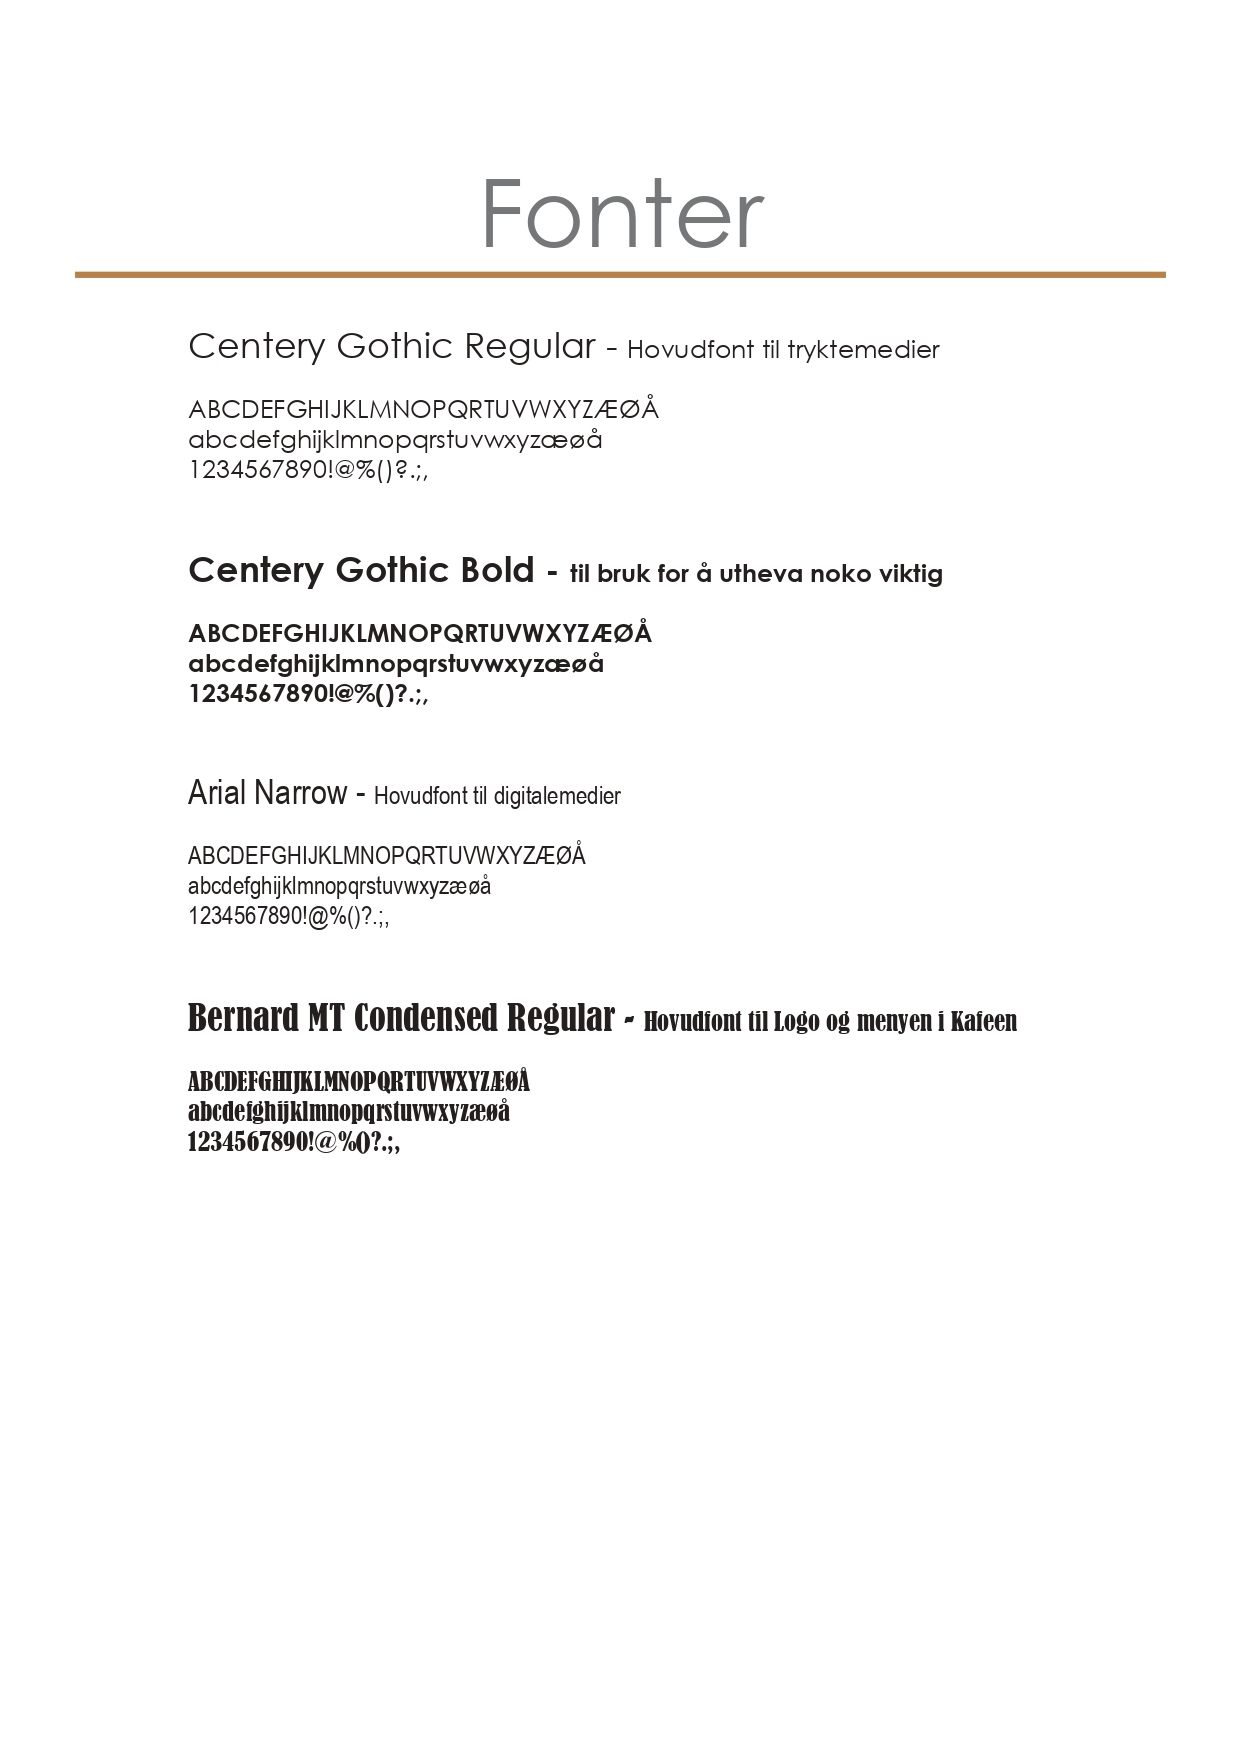 Fonter
Centery Gothic Regular - Hovudfont til tryktemedier
ABCDEFGHIJKLMNOPQRTUVWXYZÆØÅ
abcdefghijklmnopqrstuvwxyzæøå
1234567890!@%()?.;,
Centery Gothic Bold - til bruk for å utheva noko viktig
ABCDEFGHIJKLMNOPQRTUVWXYZÆØÅ
abcdefghijklmnopqrstuvwxyzæøå
1234567890!@%()?.;,
Arial Narrow - Hovudfont til digitalemedier
ABCDEFGHIJKLMNOPQRTUVWXYZÆØÅ
abcdefghijklmnopqrstuvwxyzæøå
1234567890!@%()?.;,
Bernard MT Condensed Regular - Hovudfont til Logo og menyen i Kafeen
ABCDEFGHIJKLMNOPQRTUVWXYZÆØÅ
abcdefghijklmnopqrstuvwxyzæøå
1234567890!@%()?.;,